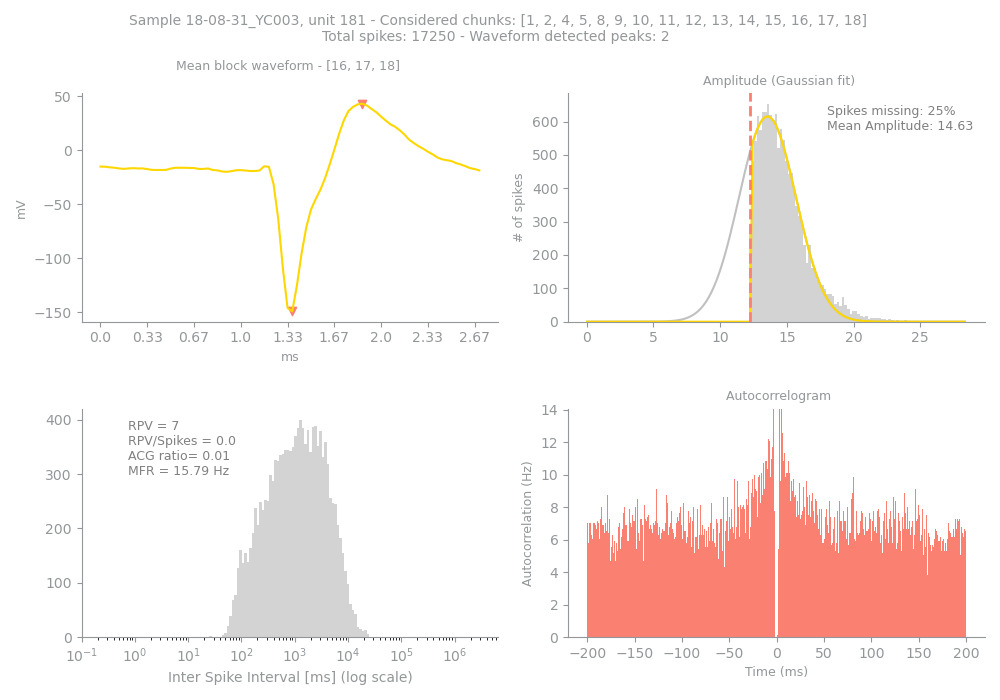 Sample 18-08-31_YC003, unit 181 - Considered chunks: [1, 2, 4, 5, 8, 9, 10, 11, 12, 13, 14, 15, 16, 17, 18]
Total spikes: 17250 - Waveform detected peaks: 2
Mean block waveform - [16, 17, 18]
50
0
−50
−100
−150
mV
0.0 0.33 0.67 1.0 1.33 1.67 2.0 2.33 2.67
ms
Amplitude (Gaussian fit)
Spikes missing: 25%
Mean Amplitude: 14.63
600
500
400
300
200
100
0
# of spikes
0 5 10 15 20 25
400
300
200
100
0
RPV = 7
RPV/Spikes = 0.0
ACG ratio= 0.01
MFR = 15.79 Hz
10⁻¹ 10⁰ 10¹ 10² 10³ 10⁴ 10⁵ 10⁶
Inter Spike Interval [ms] (log scale)
Autocorrelogram
14
12
10
8
6
4
2
0
Autocorrelation (Hz)
−200 −150 −100 −50 0 50 100 150 200
Time (ms)